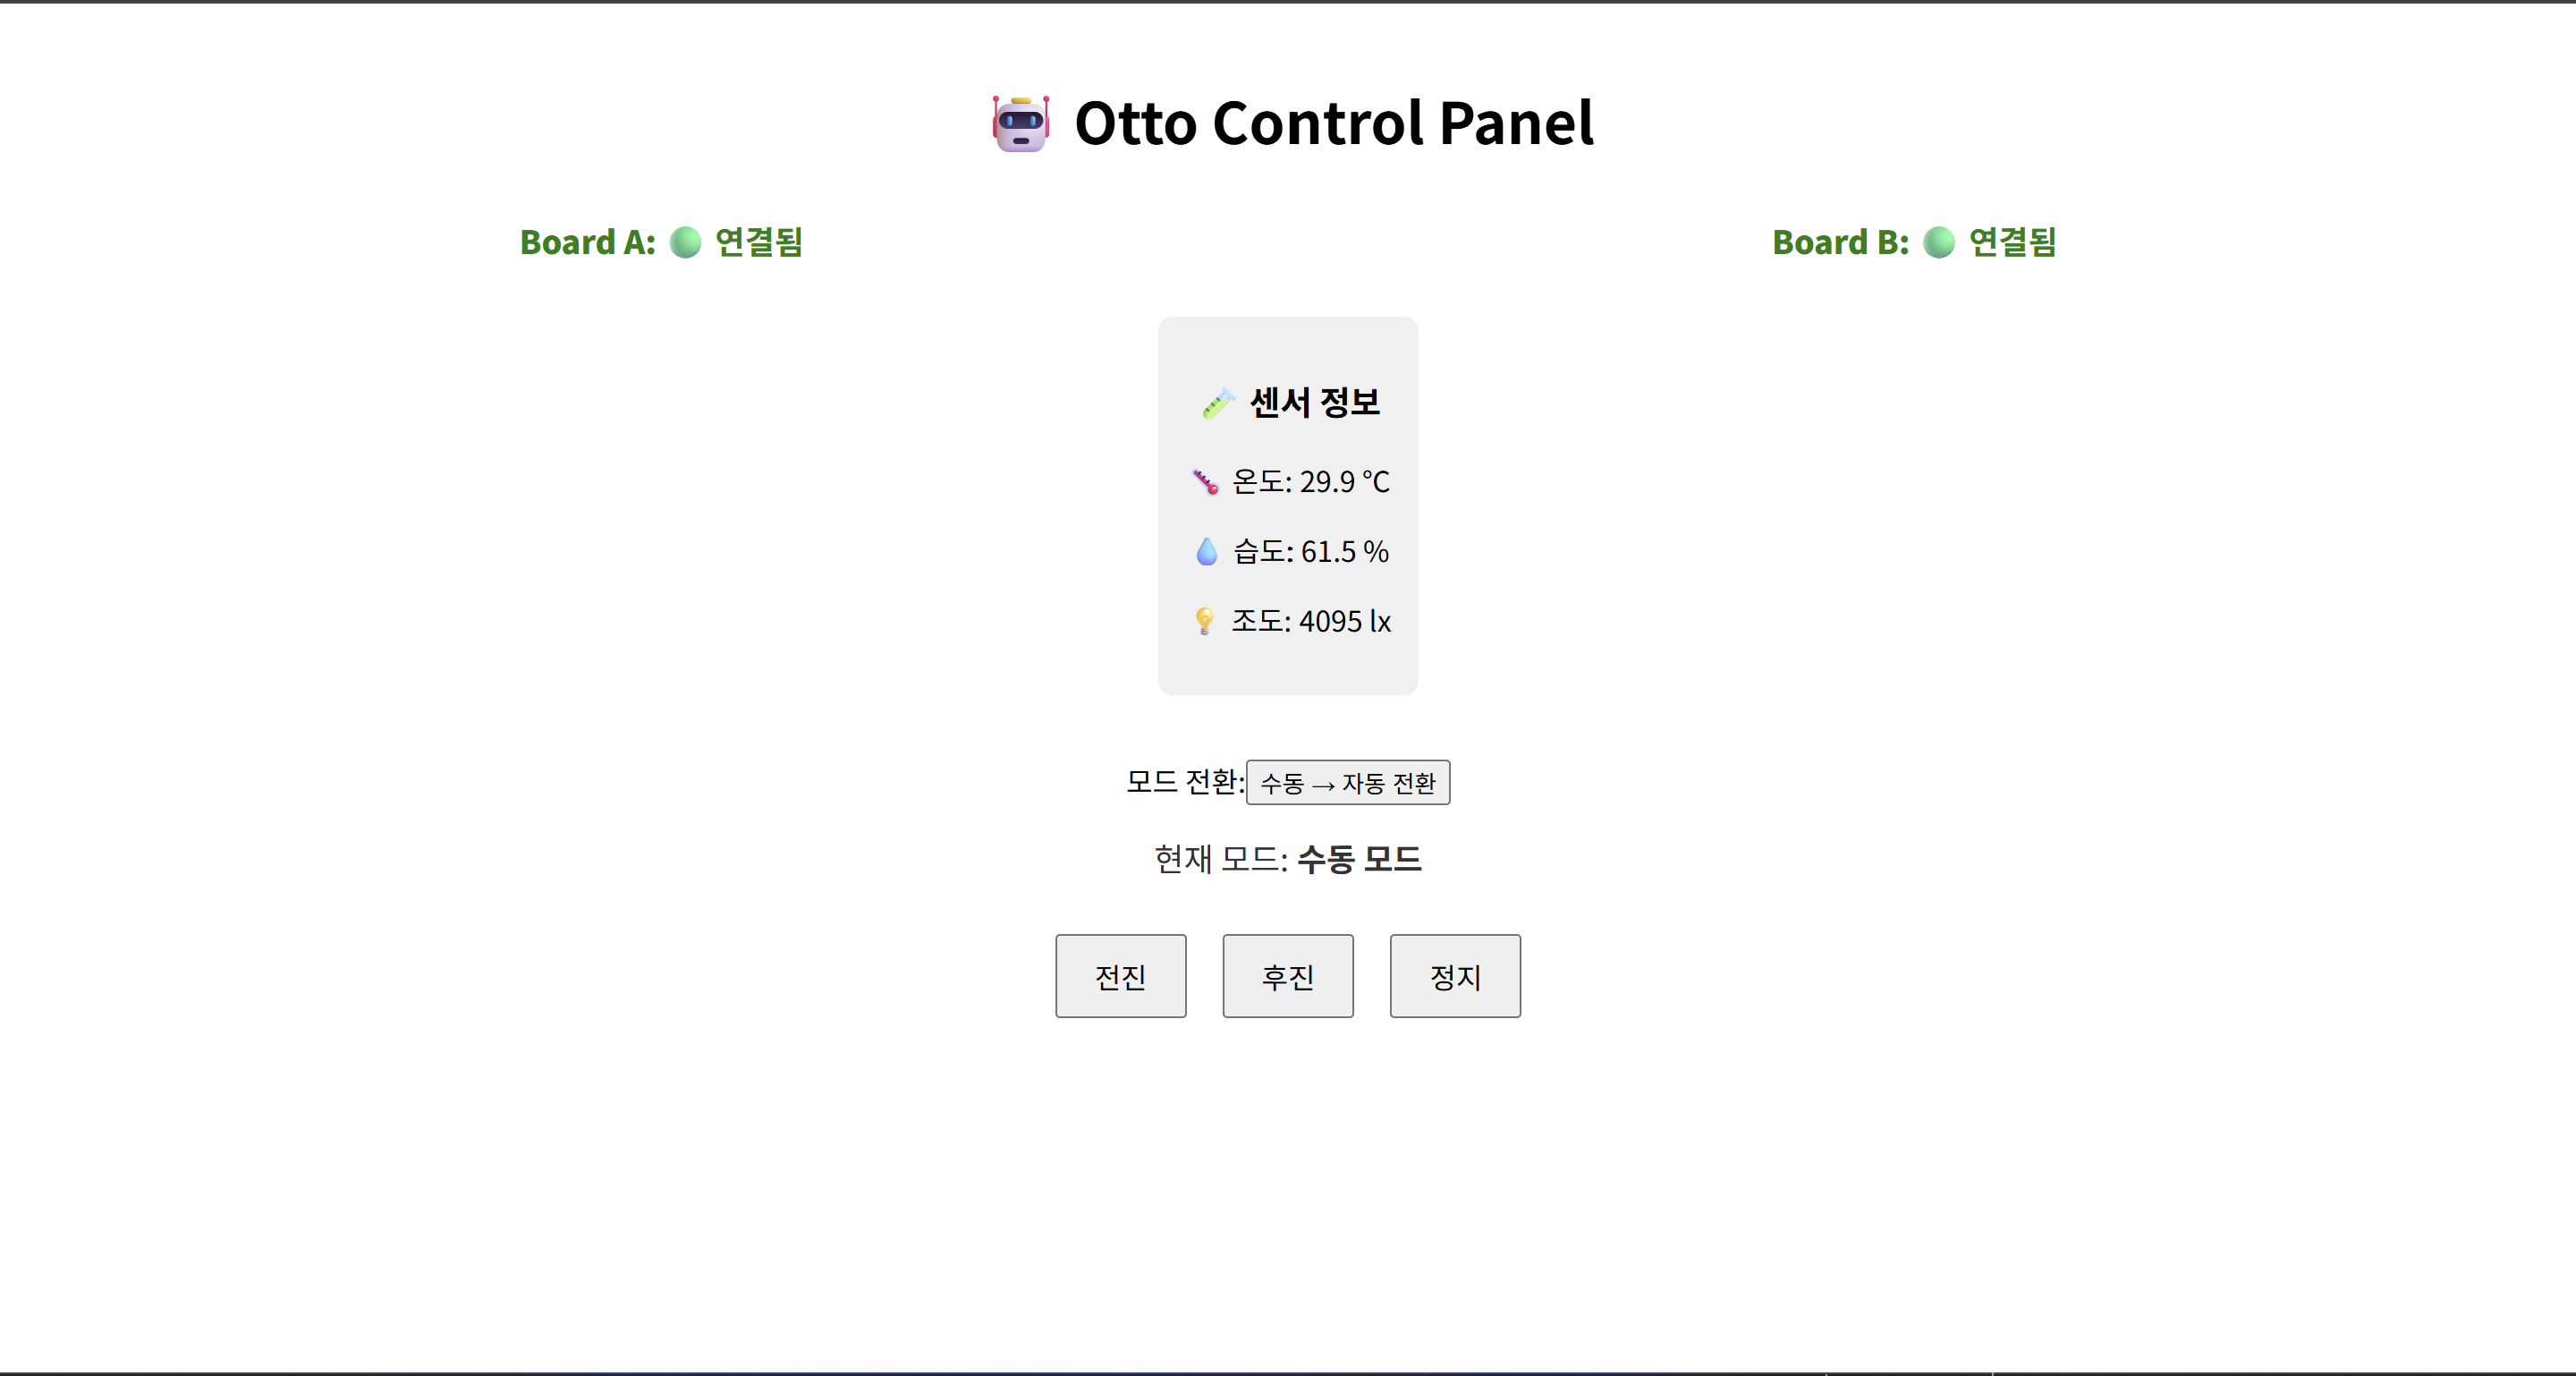 Otto Control Panel
Board A: 연결됨
Board B: 연결됨
센서 정보
온도: 29.9 °C
습도: 61.5 %
조도: 4095 lx
모드 전환: 수동 → 자동 전환
현재 모드: 수동 모드
전진 후진 정지